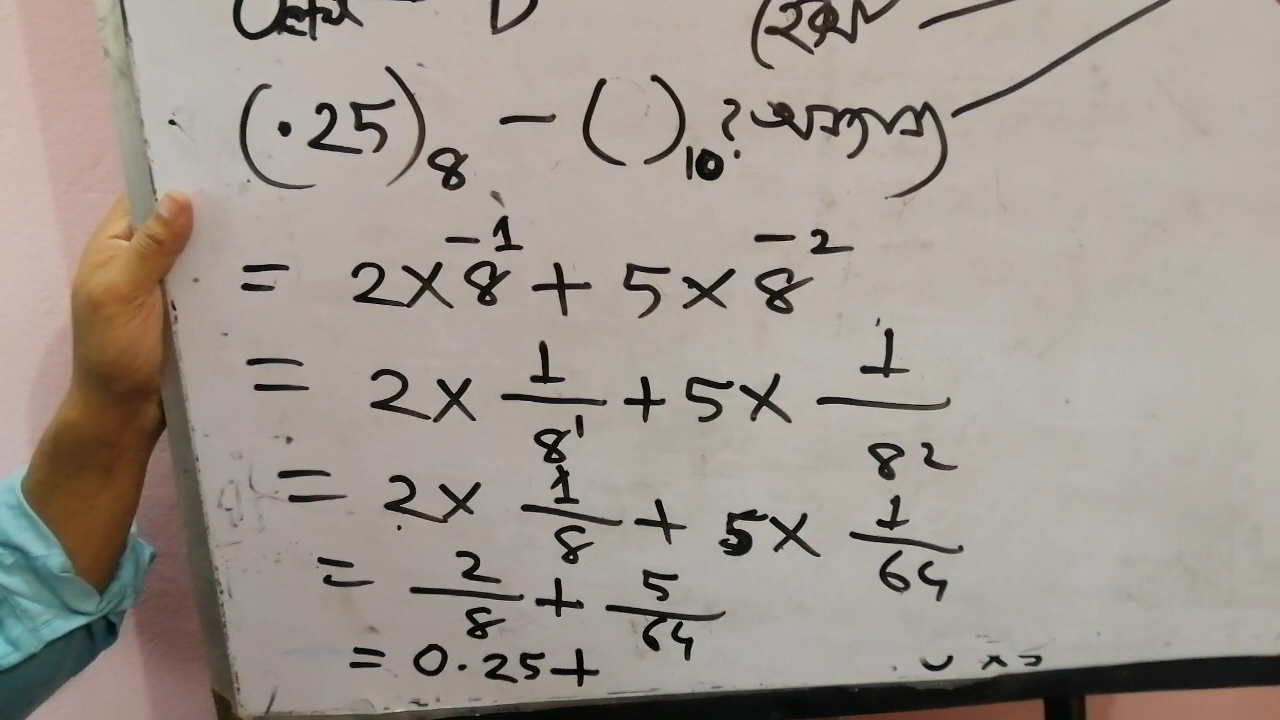 Octal D
(.25)₈ - ( )₁₀ ?
= 2 × 8⁻¹ + 5 × 8⁻²
= 2 × 1/8¹ + 5 × 1/8²
= 2 × 1/8 + 5 × 1/64
= 2/8 + 5/64
= 0.25 +